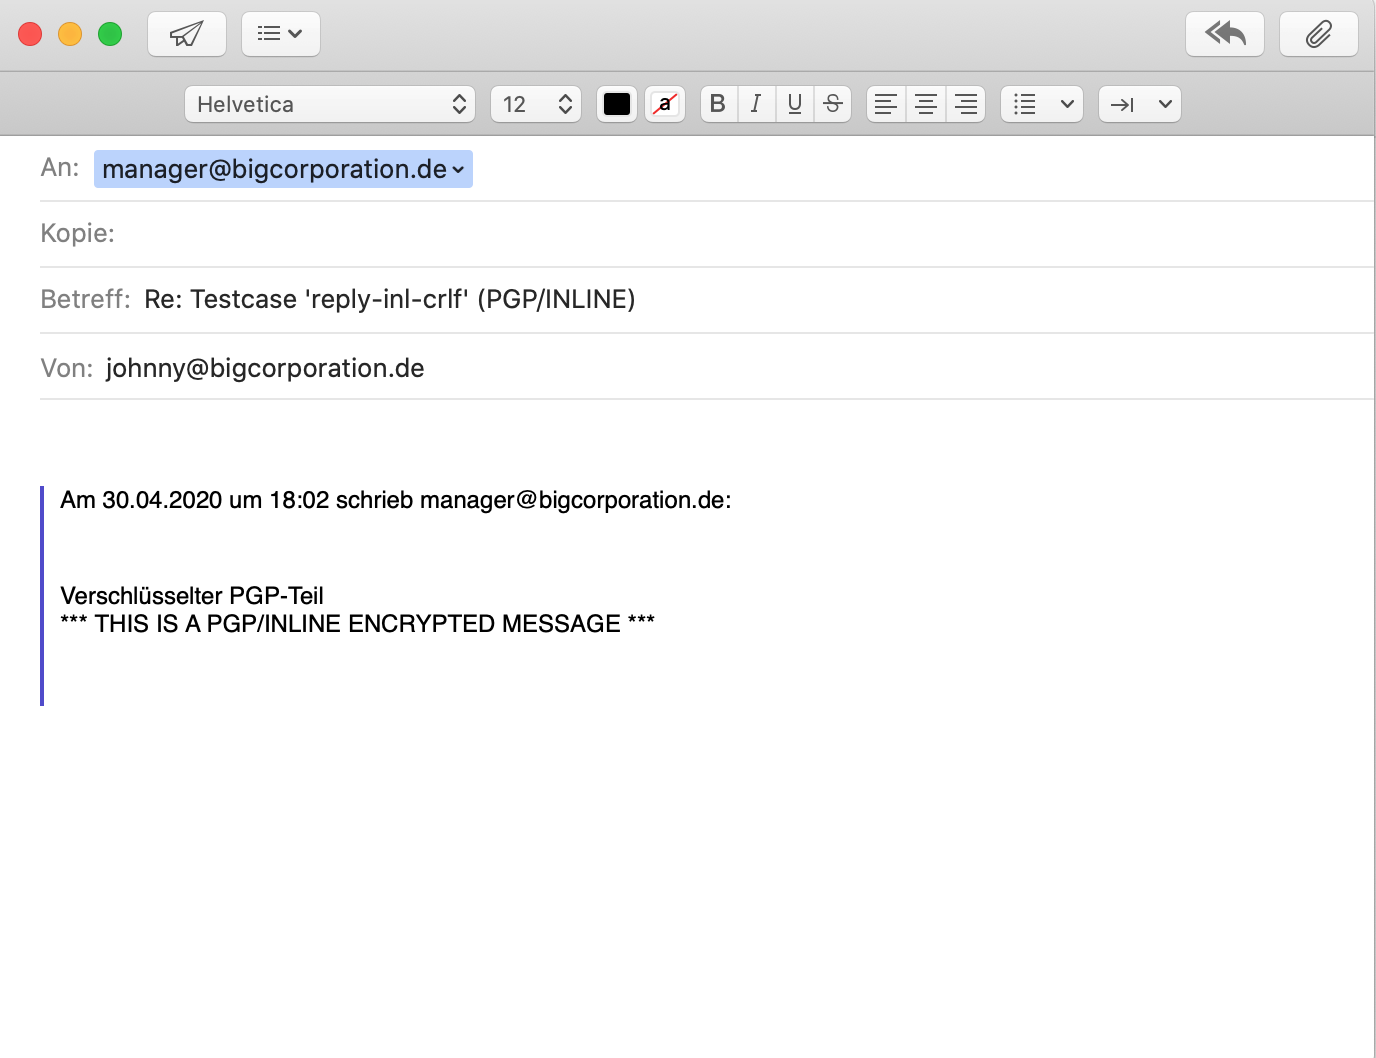 Helvetica 12 a B I U S
An: manager@bigcorporation.de
Kopie:
Betreff: Re: Testcase 'reply-inl-crlf' (PGP/INLINE)
Von: johnny@bigcorporation.de
Am 30.04.2020 um 18:02 schrieb manager@bigcorporation.de:
Verschlüsselter PGP-Teil
*** THIS IS A PGP/INLINE ENCRYPTED MESSAGE ***